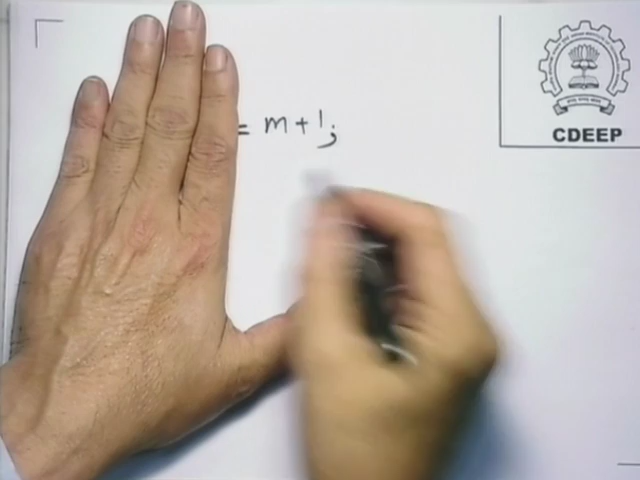 = m + 1;
CDEEP